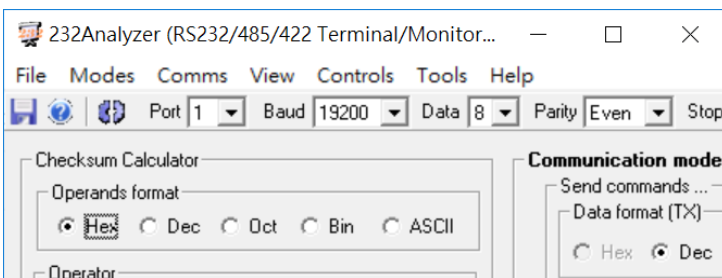 232Analyzer (RS232/485/422 Terminal/Monitor...
File Modes Comms View Controls Tools Help
Port 1 Baud 19200 Data 8 Parity Even Stop
Checksum Calculator
Operands format
Hex Dec Oct Bin ASCII
Operator
Communication mode
Send commands ...
Data format (TX)
Hex Dec